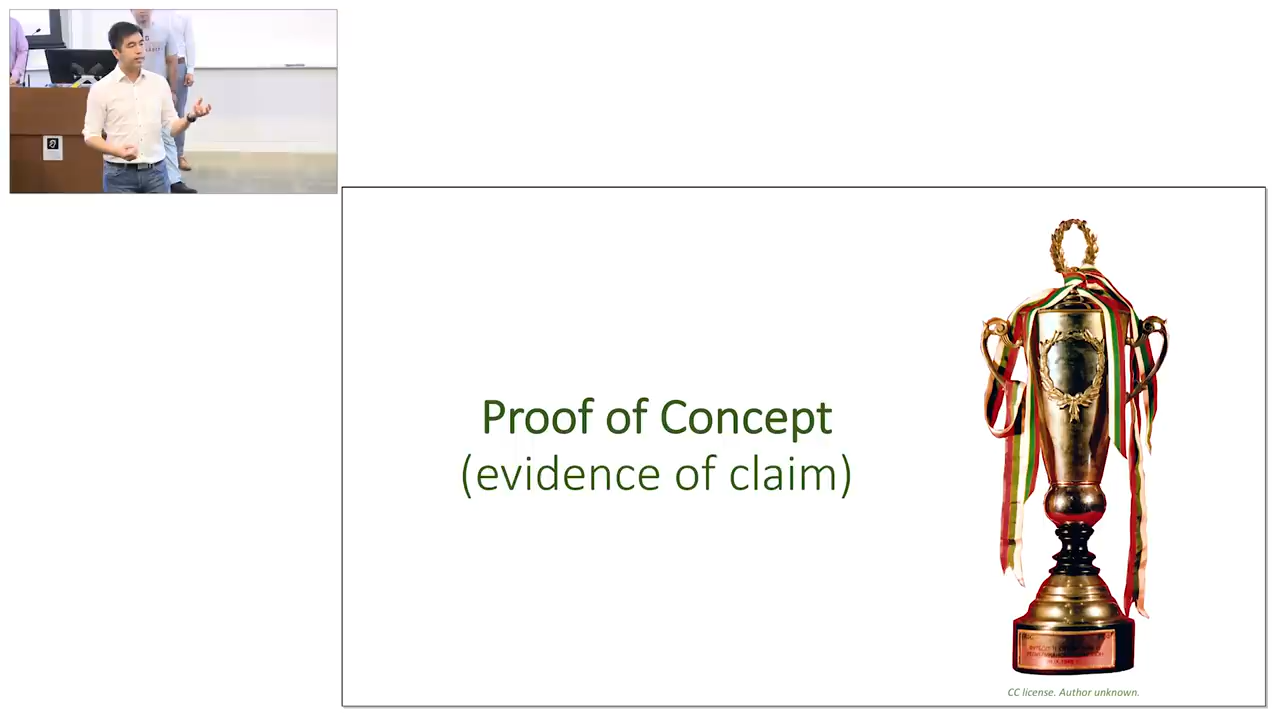 Proof of Concept
(evidence of claim)
CC license. Author unknown.